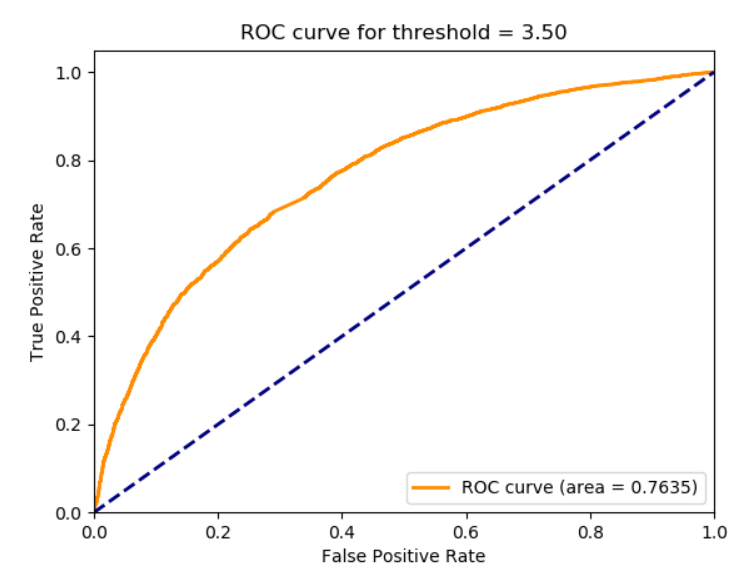 ROC curve for threshold = 3.50
True Positive Rate
1.0
0.8
0.6
0.4
0.2
0.0
ROC curve (area = 0.7635)
0.0 0.2 0.4 0.6 0.8 1.0
False Positive Rate